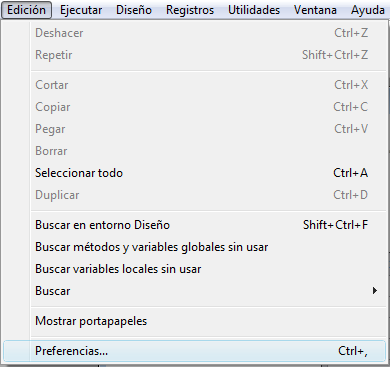 Edición Ejecutar Diseño Registros Utilidades Ventana Ayuda
Deshacer Ctrl+Z
Repetir Shift+Ctrl+Z
Cortar Ctrl+X
Copiar Ctrl+C
Pegar Ctrl+V
Borrar
Seleccionar todo Ctrl+A
Duplicar Ctrl+D
Buscar en entorno Diseño Shift+Ctrl+F
Buscar métodos y variables globales sin usar
Buscar variables locales sin usar
Buscar
Mostrar portapapeles
Preferencias... Ctrl+,